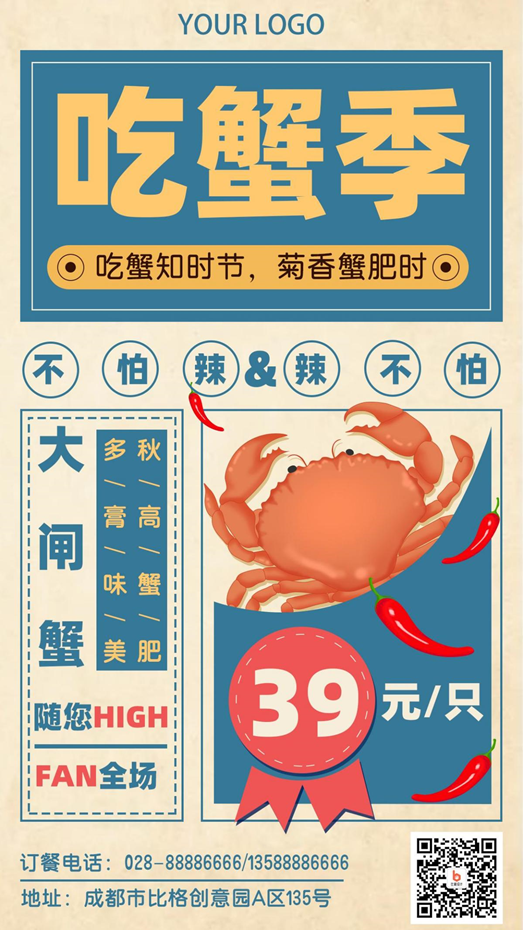 YOUR LOGO
吃蟹季
吃蟹知时节，菊香蟹肥时
不怕辣&辣不怕
大闸蟹
秋/高/蟹/肥
多/膏/味/美
随您HIGH
FAN全场
39元/只
订餐电话：028-88886666/13588886666
地址：成都市比格创意园A区135号